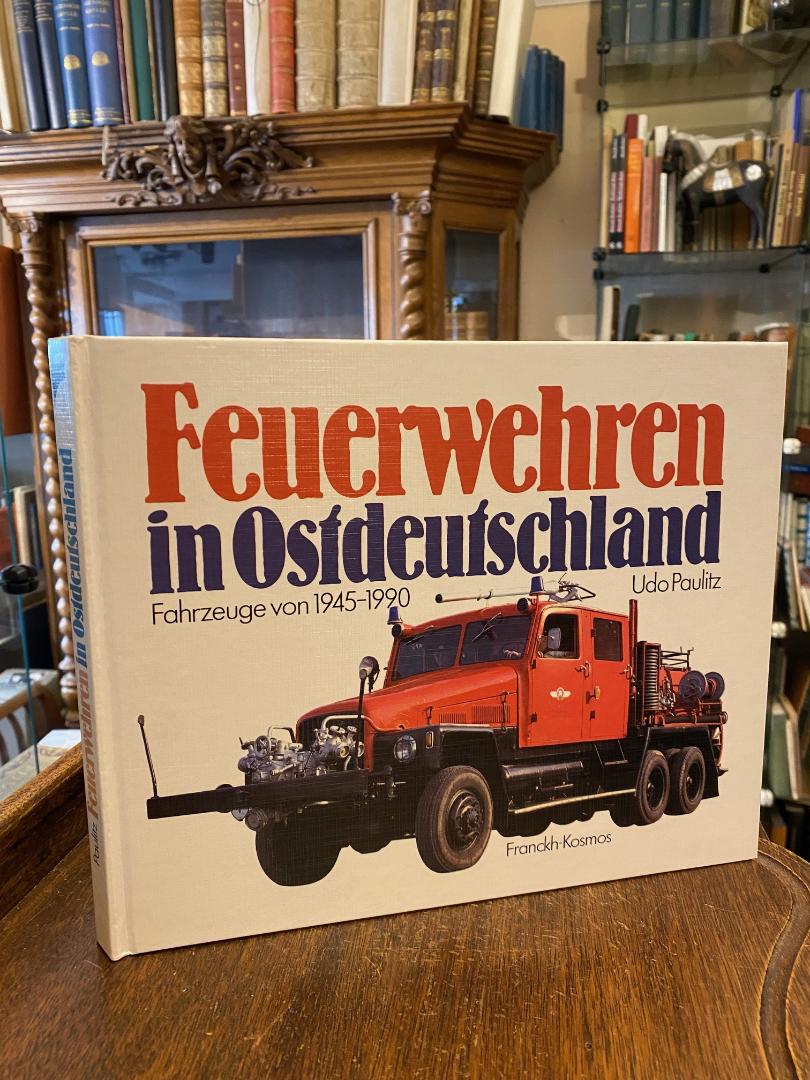 Feuerwehren
in Ostdeutschland
Fahrzeuge von 1945–1990
Udo Paulitz
Franckh-Kosmos
Paulitz Feuerwehren in Ostdeutschland